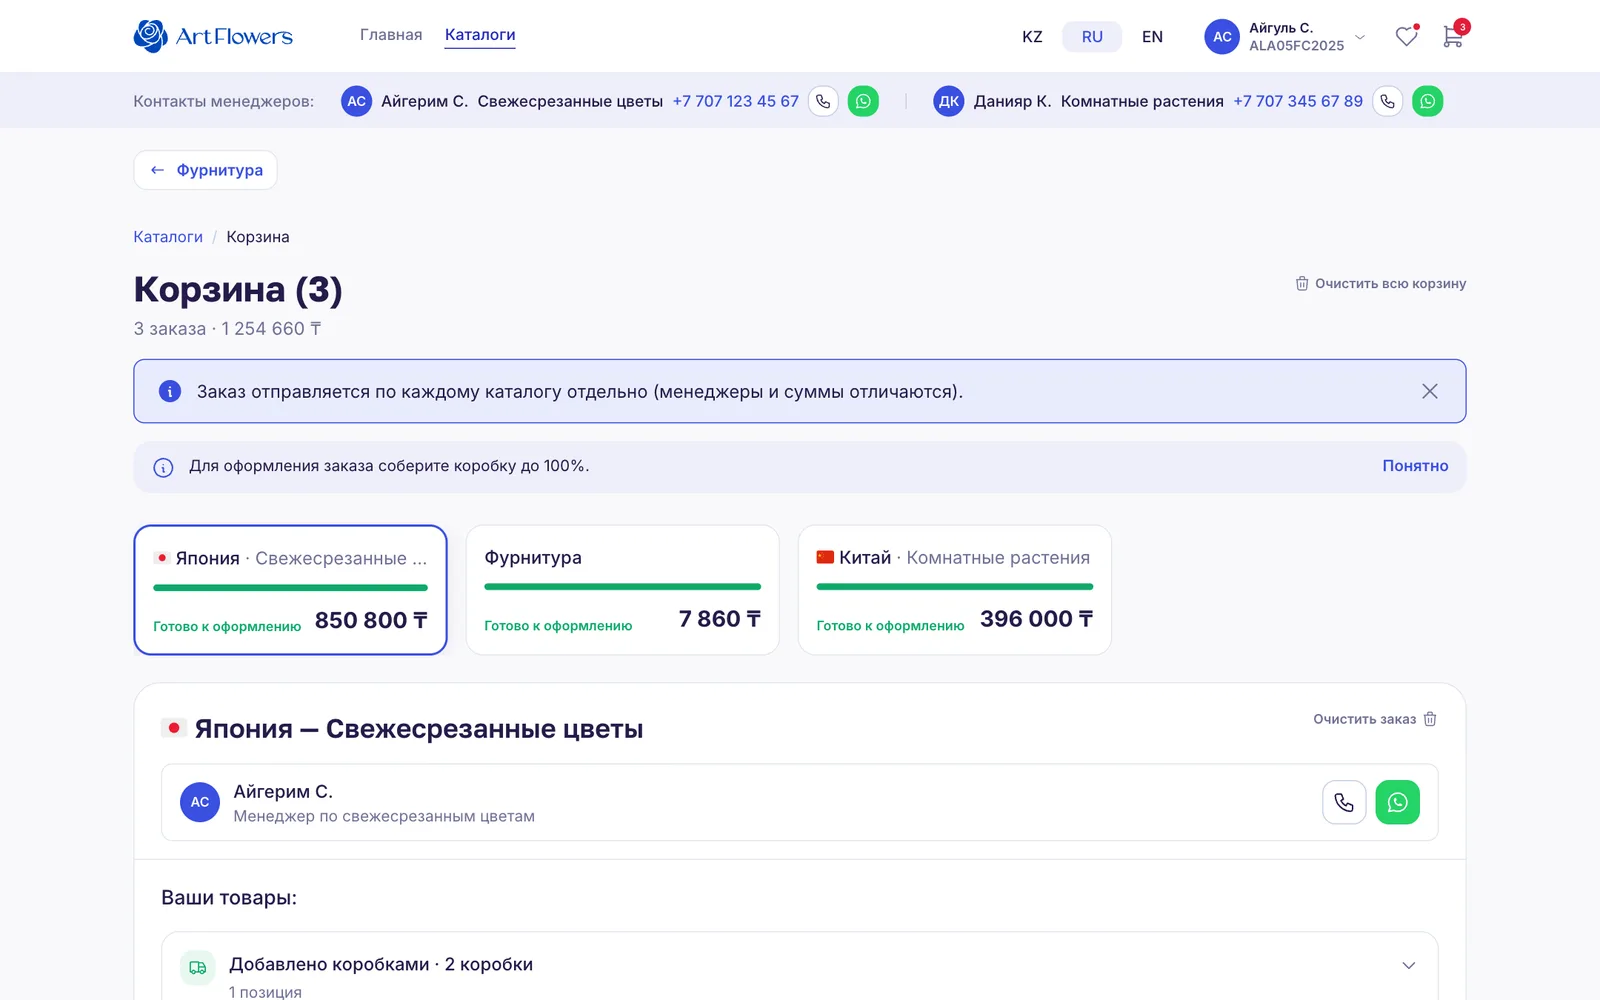 ArtFlowers
Главная
Каталоги
KZ
RU
EN
АС
Айгуль С.
ALA05FC2025
3
Контакты менеджеров:
АС
Айгерим С. Свежесрезанные цветы +7 707 123 45 67
ДК
Данияр К. Комнатные растения +7 707 345 67 89
← Фурнитура
Каталоги / Корзина
Корзина (3)
Очистить всю корзину
3 заказа · 1 254 660 ₸
Заказ отправляется по каждому каталогу отдельно (менеджеры и суммы отличаются).
Для оформления заказа соберите коробку до 100%.
Понятно
Япония · Свежесрезанные ...
Готово к оформлению 850 800 ₸
Фурнитура
Готово к оформлению 7 860 ₸
Китай · Комнатные растения
Готово к оформлению 396 000 ₸
Япония — Свежесрезанные цветы
Очистить заказ
АС
Айгерим С.
Менеджер по свежесрезанным цветам
Ваши товары:
Добавлено коробками · 2 коробки
1 позиция